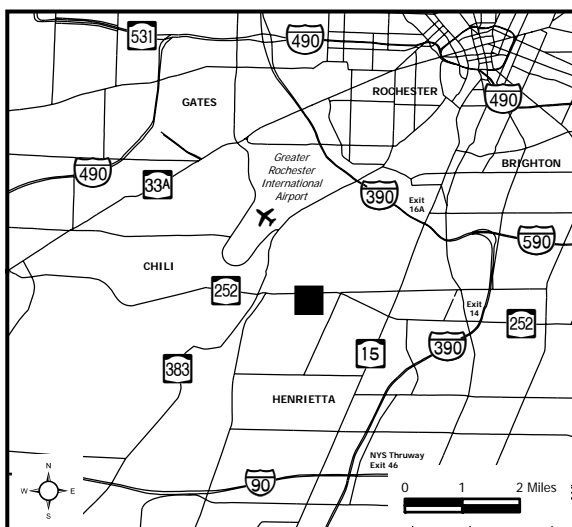 531
490
ROCHESTER
GATES
490
490
33A
Greater
Rochester
International
Airport
BRIGHTON
390
Exit
16A
590
CHILI
252
Exit
14
252
15
390
383
HENRIETTA
NYS Thruway
Exit 46
90
N
W E
S
0 1 2 Miles